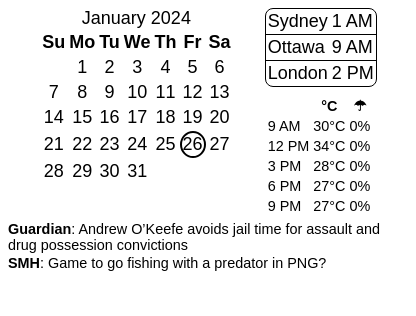 January 2024
Su Mo Tu We Th Fr Sa
1 2 3 4 5 6
7 8 9 10 11 12 13
14 15 16 17 18 19 20
21 22 23 24 25 26 27
28 29 30 31
Sydney 1 AM
Ottawa 9 AM
London 2 PM
°C ☂
9 AM 30°C 0%
12 PM 34°C 0%
3 PM 28°C 0%
6 PM 27°C 0%
9 PM 27°C 0%
Guardian: Andrew O’Keefe avoids jail time for assault and
drug possession convictions
SMH: Game to go fishing with a predator in PNG?